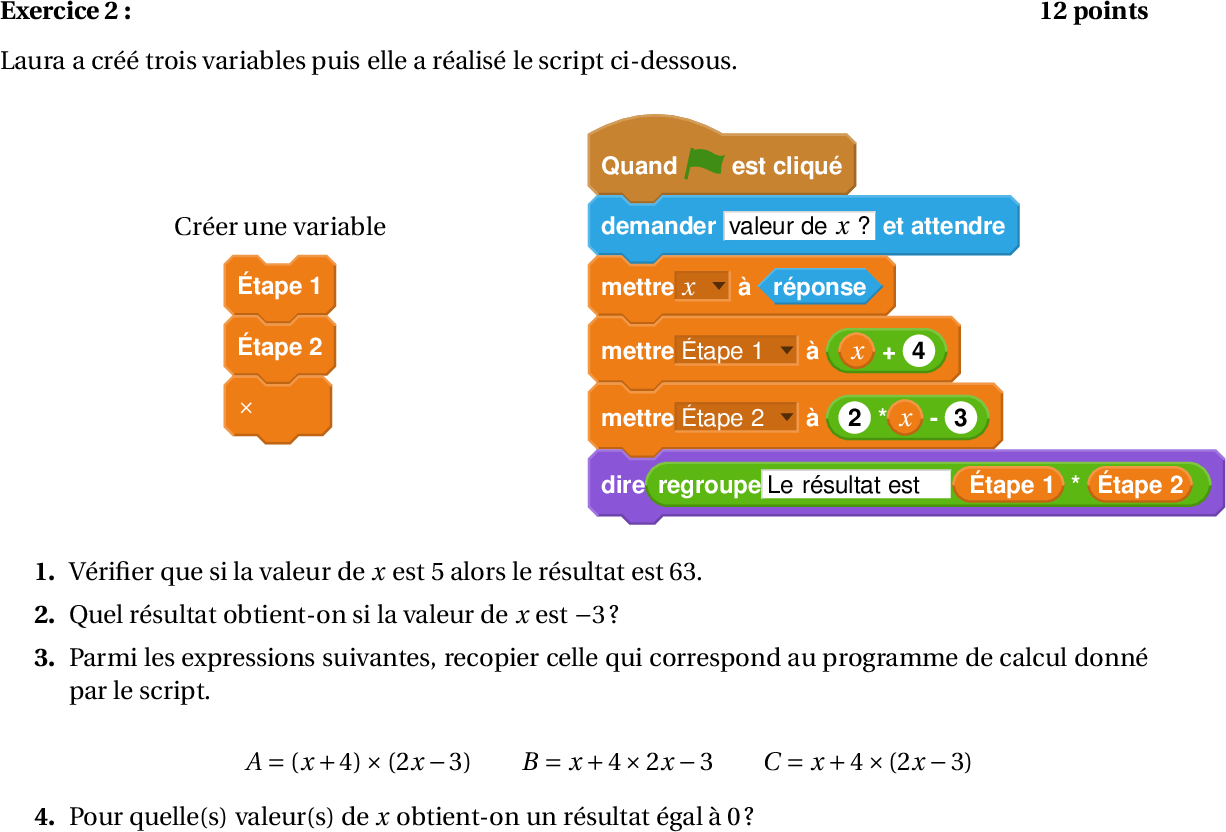 Exercice 2 : 12 points
Laura a créé trois variables puis elle a réalisé le script ci-dessous.
Créer une variable
Étape 1
Étape 2
×
Quand est cliqué
demander valeur de x ? et attendre
mettre x à réponse
mettre Étape 1 à x + 4
mettre Étape 2 à 2 * x - 3
dire regroupe Le résultat est Étape 1 * Étape 2
1. Vérifier que si la valeur de x est 5 alors le résultat est 63.
2. Quel résultat obtient-on si la valeur de x est −3 ?
3. Parmi les expressions suivantes, recopier celle qui correspond au programme de calcul donné
par le script.
A = (x + 4) × (2x − 3) B = x + 4 × 2x − 3 C = x + 4 × (2x − 3)
4. Pour quelle(s) valeur(s) de x obtient-on un résultat égal à 0 ?